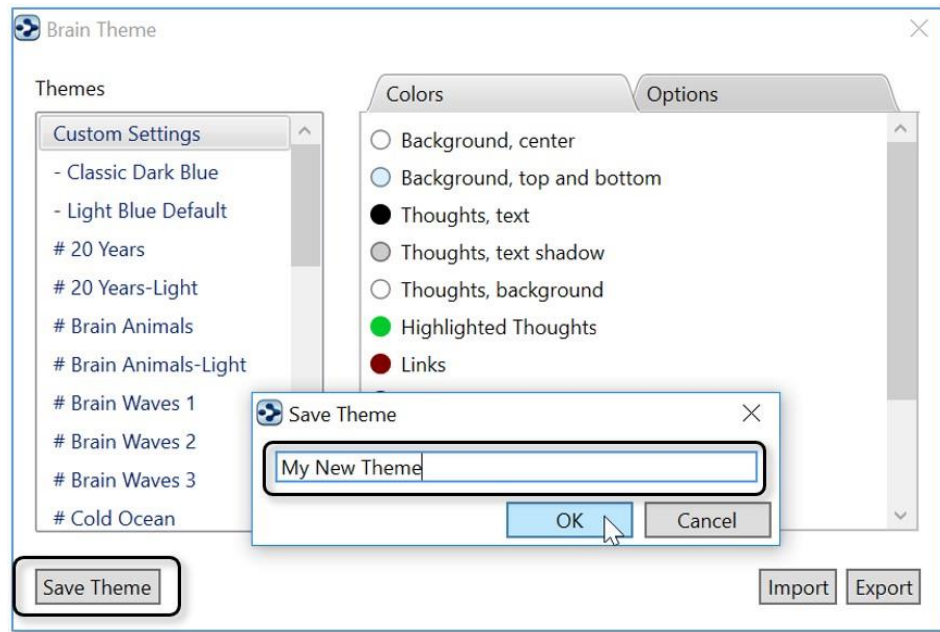 Brain Theme
Themes
Custom Settings
- Classic Dark Blue
- Light Blue Default
# 20 Years
# 20 Years-Light
# Brain Animals
# Brain Animals-Light
# Brain Waves 1
# Brain Waves 2
# Brain Waves 3
# Cold Ocean
Colors
Options
Background, center
Background, top and bottom
Thoughts, text
Thoughts, text shadow
Thoughts, background
Highlighted Thoughts
Links
Save Theme
My New Theme
OK
Cancel
Save Theme
Import
Export